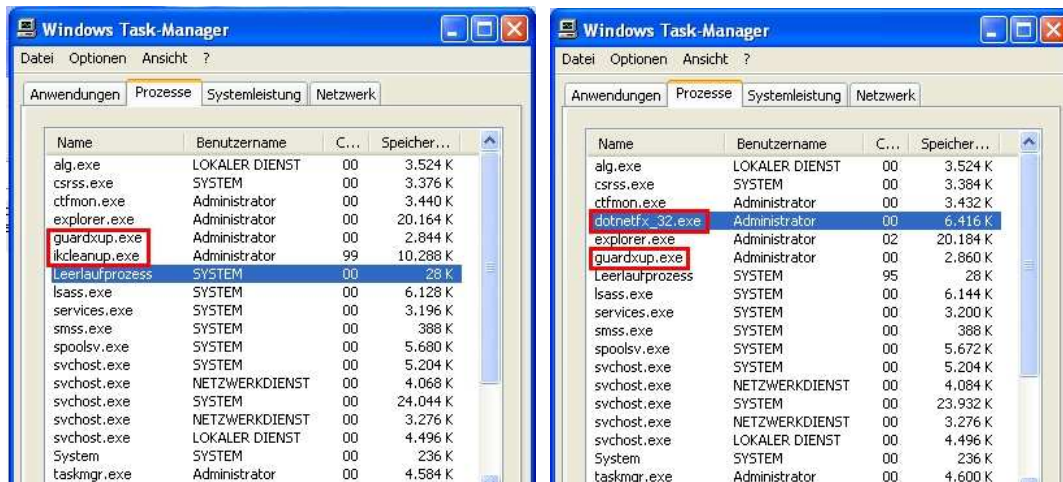 Windows Task-Manager
Datei Optionen Ansicht ?
Anwendungen Prozesse Systemleistung Netzwerk
Name Benutzername C... Speicher...
alg.exe LOKALER DIENST 00 3.524 K
csrss.exe SYSTEM 00 3.376 K
ctfmon.exe Administrator 00 3.440 K
explorer.exe Administrator 00 20.164 K
guardxup.exe Administrator 00 2.844 K
ikcleanup.exe Administrator 99 10.288 K
Leerlaufprozess SYSTEM 00 28 K
lsass.exe SYSTEM 00 6.128 K
services.exe SYSTEM 00 3.196 K
smss.exe SYSTEM 00 388 K
spoolsv.exe SYSTEM 00 5.680 K
svchost.exe SYSTEM 00 5.204 K
svchost.exe NETZWERKDIENST 00 4.068 K
svchost.exe SYSTEM 00 24.044 K
svchost.exe NETZWERKDIENST 00 3.276 K
svchost.exe LOKALER DIENST 00 4.496 K
System SYSTEM 00 236 K
taskmgr.exe Administrator 00 4.584 K
Windows Task-Manager
Datei Optionen Ansicht ?
Anwendungen Prozesse Systemleistung Netzwerk
Name Benutzername C... Speicher...
alg.exe LOKALER DIENST 00 3.524 K
csrss.exe SYSTEM 00 3.384 K
ctfmon.exe Administrator 00 3.432 K
dotnetfx_32.exe Administrator 00 6.416 K
explorer.exe Administrator 02 20.184 K
guardxup.exe Administrator 00 2.860 K
Leerlaufprozess SYSTEM 95 28 K
lsass.exe SYSTEM 00 6.144 K
services.exe SYSTEM 00 3.200 K
smss.exe SYSTEM 00 388 K
spoolsv.exe SYSTEM 00 5.672 K
svchost.exe SYSTEM 00 5.204 K
svchost.exe NETZWERKDIENST 00 4.084 K
svchost.exe SYSTEM 00 23.932 K
svchost.exe NETZWERKDIENST 00 3.276 K
svchost.exe LOKALER DIENST 00 4.496 K
System SYSTEM 00 236 K
taskmgr.exe Administrator 00 4.600 K